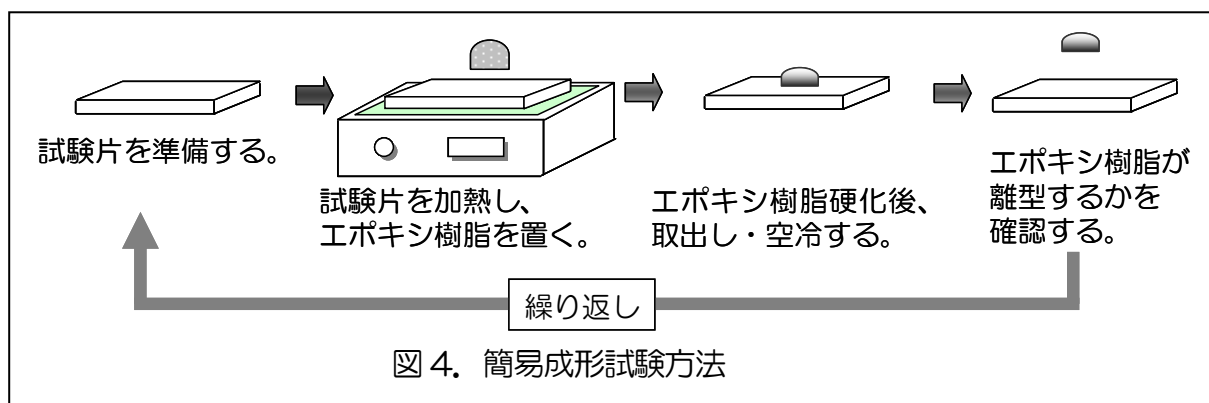 試験片を準備する。
試験片を加熱し、
エポキシ樹脂を置く。
エポキシ樹脂硬化後、
取出し・空冷する。
エポキシ樹脂が
離型するかを
確認する。
繰り返し
図4. 簡易成形試験方法